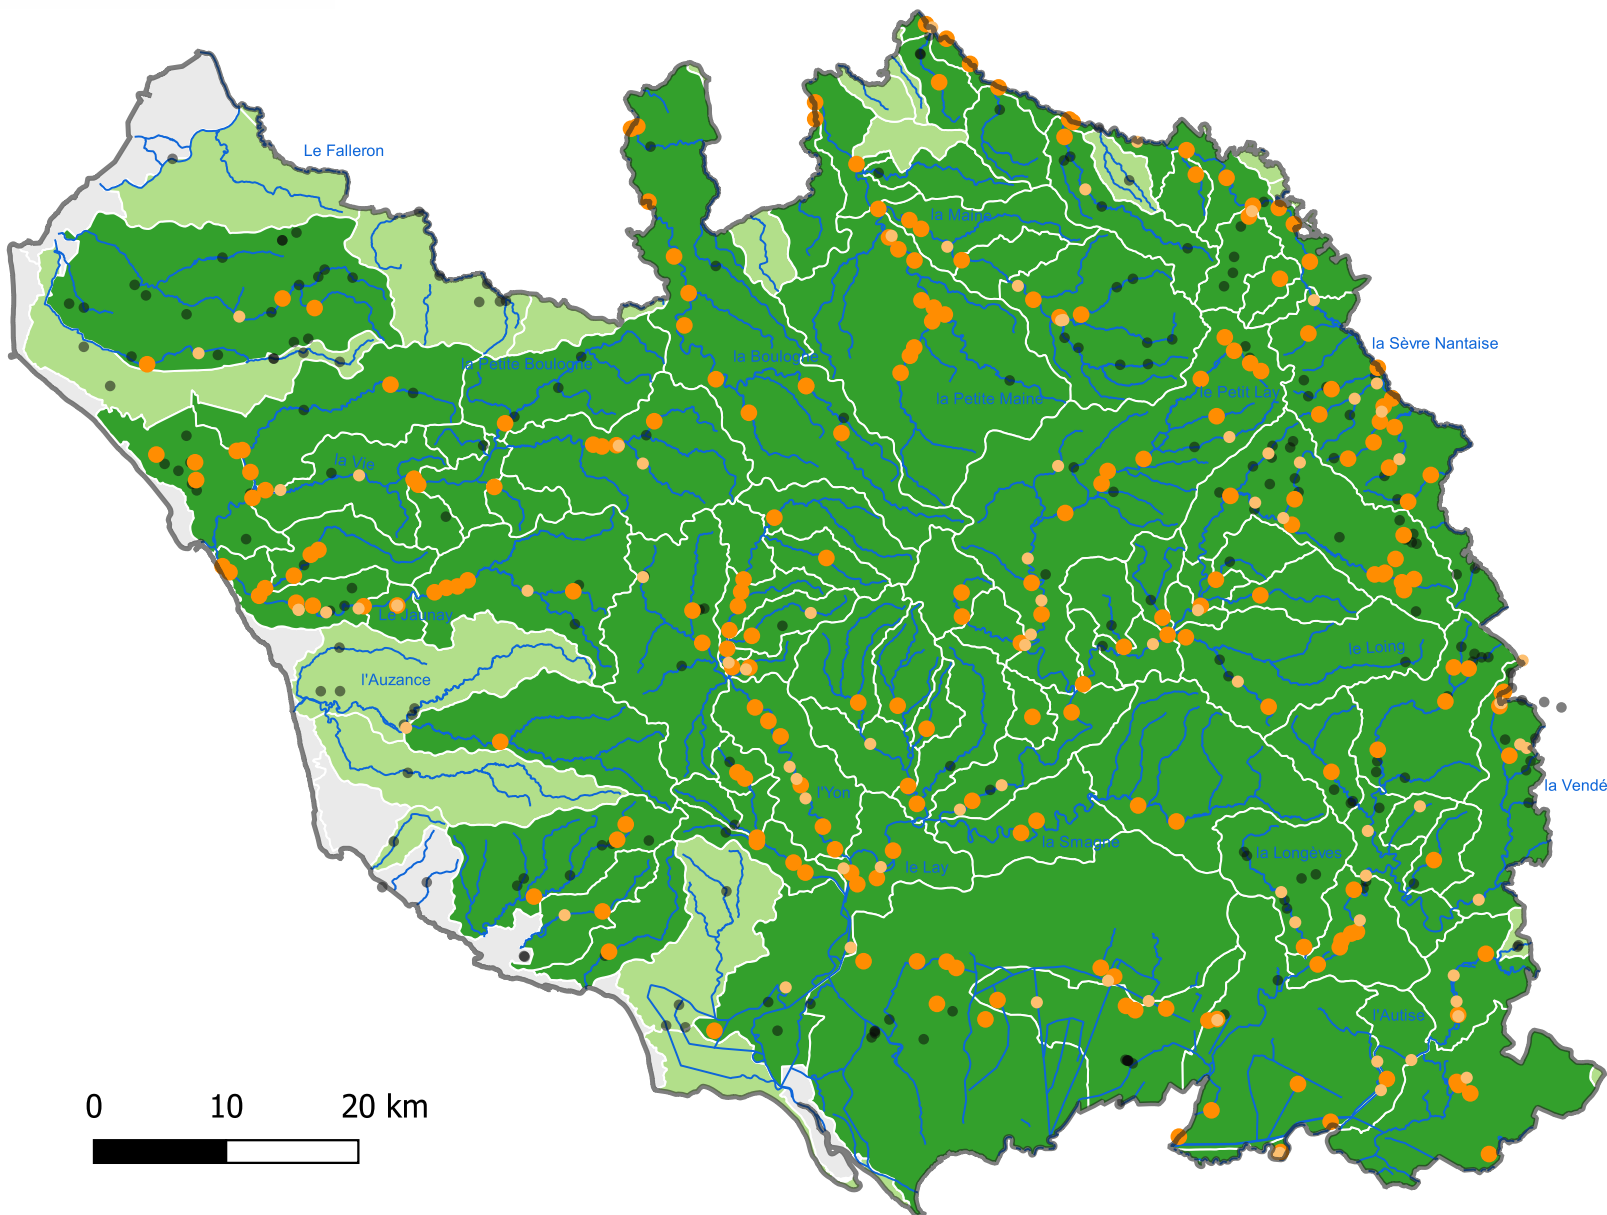 Le Falleron
la Maine
la Sèvre Nantaise
la Boulogne
la Petite Boulogne
le Petit Lay
la Petite Maine
la Vie
Le Jaunay
le Loing
l'Auzance
l'Yon
la Vendé
la Smagne
la Longèves
le Lay
l'Autise
0 10 20 km